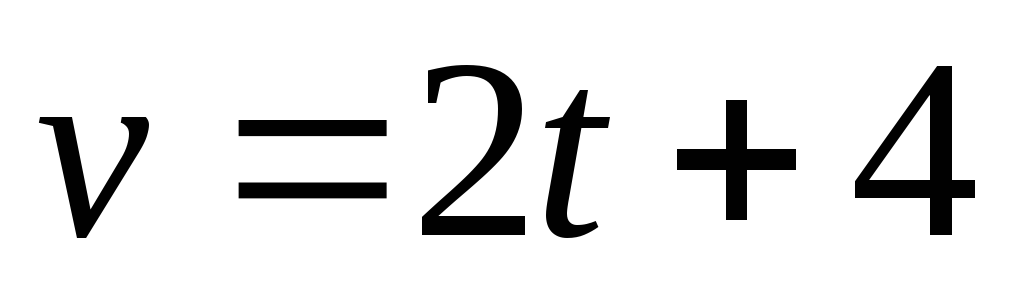 v = 2t + 4